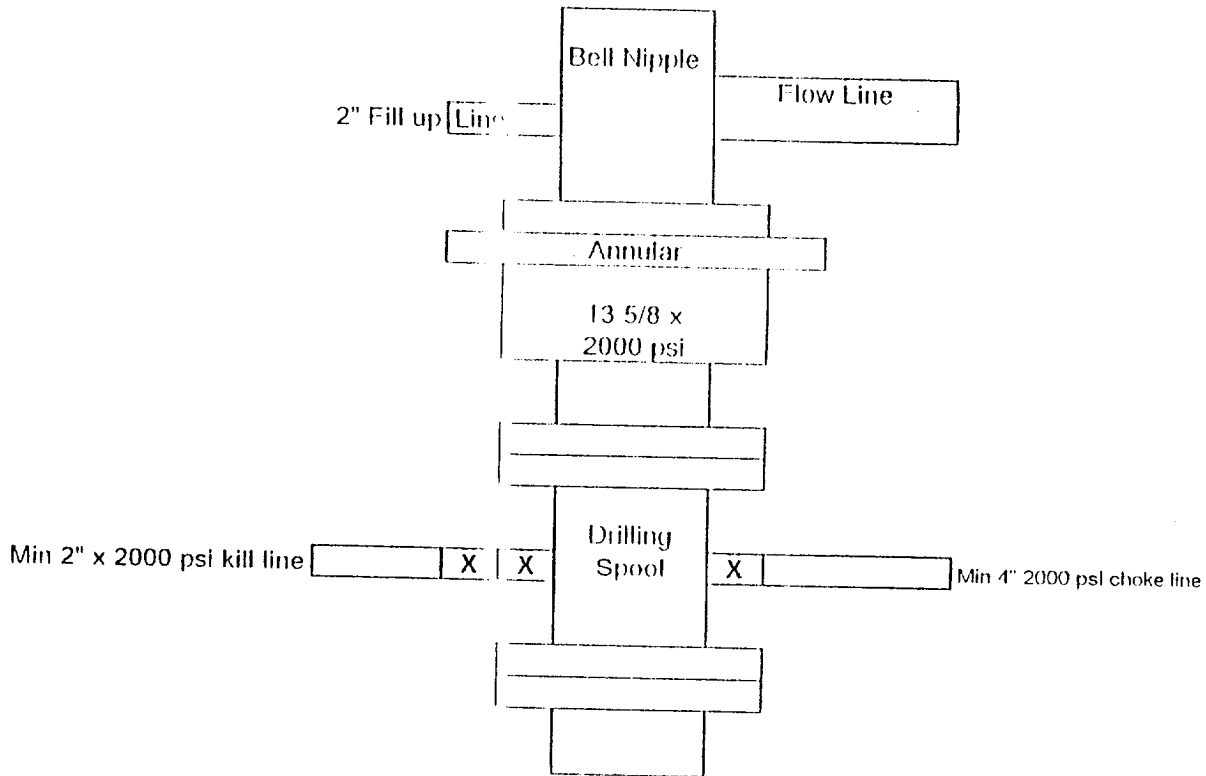 Bell Nipple
Flow Line
2" Fill up Line
Annular
13 5/8 x
2000 psi
Drilling
Spool
Min 2" x 2000 psi kill line
X X
X
Min 4" 2000 psi choke line